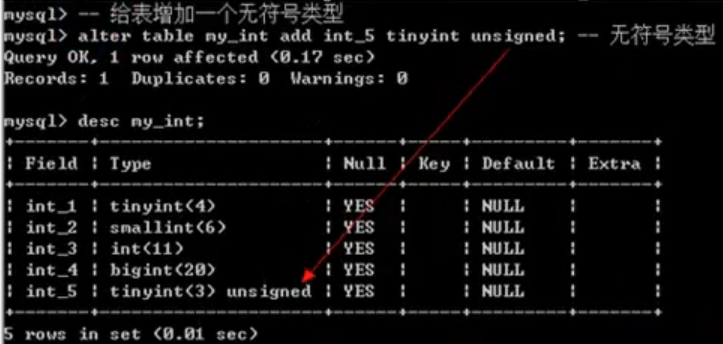 mysql> -- 给表增加一个无符号类型
mysql> alter table my_int add int_5 tinyint unsigned; -- 无符号类型
Query OK, 1 row affected (0.17 sec)
Records: 1  Duplicates: 0  Warnings: 0
mysql> desc my_int;
+-------+---------------------+------+-----+---------+-------+
| Field | Type                | Null | Key | Default | Extra |
+-------+---------------------+------+-----+---------+-------+
| int_1 | tinyint(4)          | YES  |     | NULL    |       |
| int_2 | smallint(6)         | YES  |     | NULL    |       |
| int_3 | int(11)             | YES  |     | NULL    |       |
| int_4 | bigint(20)          | YES  |     | NULL    |       |
| int_5 | tinyint(3) unsigned | YES  |     | NULL    |       |
+-------+---------------------+------+-----+---------+-------+
5 rows in set (0.01 sec)